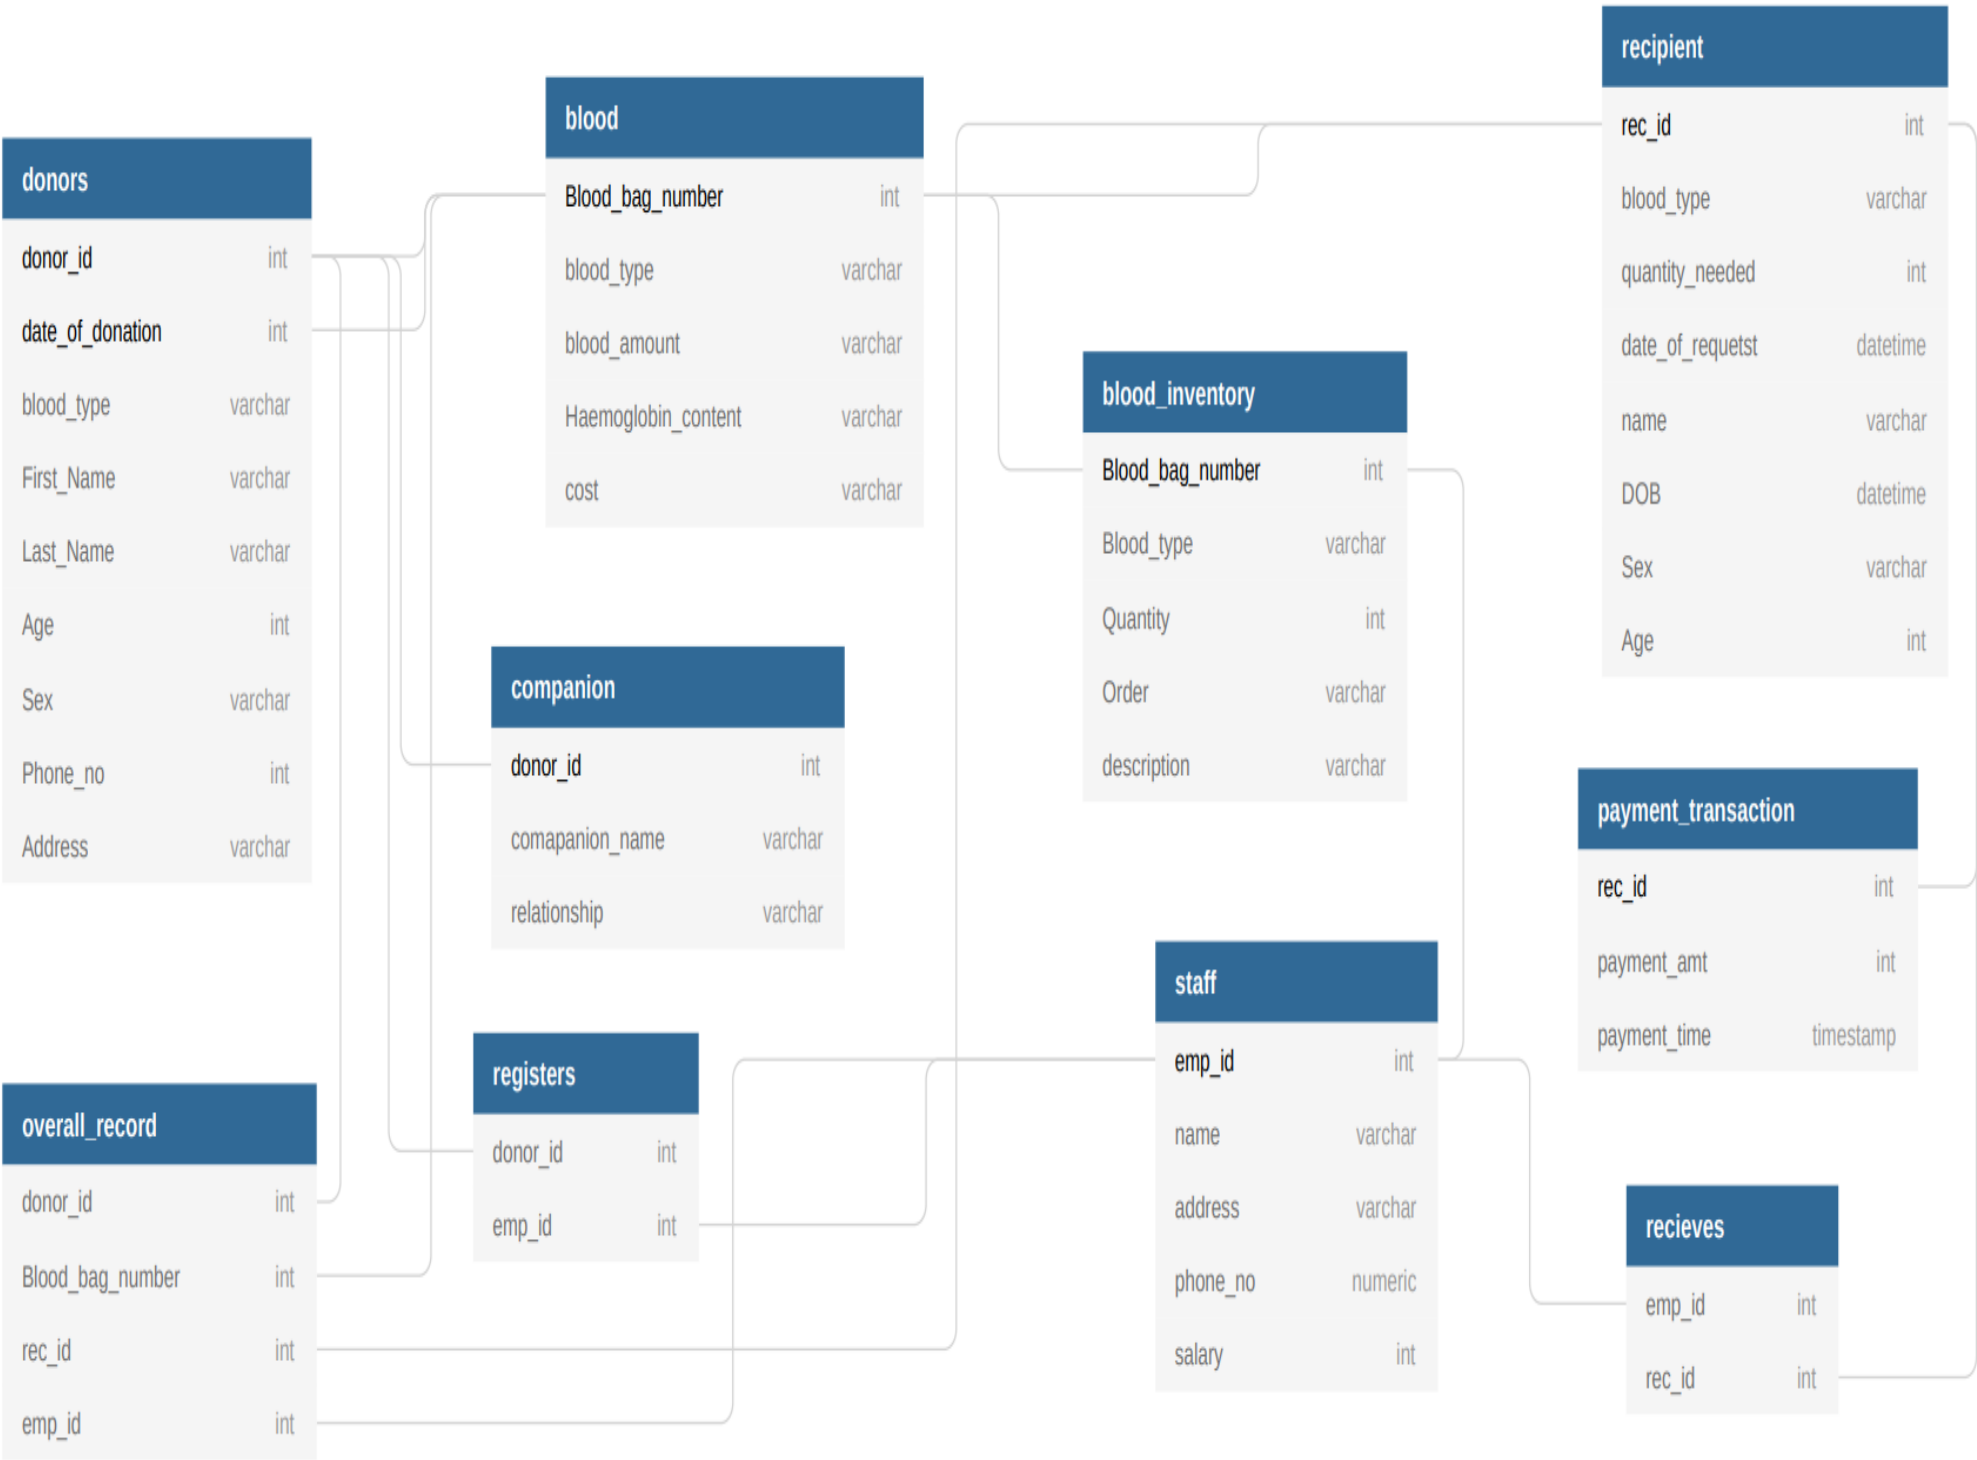 donors
donor_id int
date_of_donation int
blood_type varchar
First_Name varchar
Last_Name varchar
Age int
Sex varchar
Phone_no int
Address varchar
overall_record
donor_id int
Blood_bag_number int
rec_id int
emp_id int
blood
Blood_bag_number int
blood_type varchar
blood_amount varchar
Haemoglobin_content varchar
cost varchar
companion
donor_id int
comapanion_name varchar
relationship varchar
registers
donor_id int
emp_id int
blood_inventory
Blood_bag_number int
Blood_type varchar
Quantity int
Order varchar
description varchar
staff
emp_id int
name varchar
address varchar
phone_no numeric
salary int
recipient
rec_id int
blood_type varchar
quantity_needed int
date_of_requetst datetime
name varchar
DOB datetime
Sex varchar
Age int
payment_transaction
rec_id int
payment_amt int
payment_time timestamp
recieves
emp_id int
rec_id int